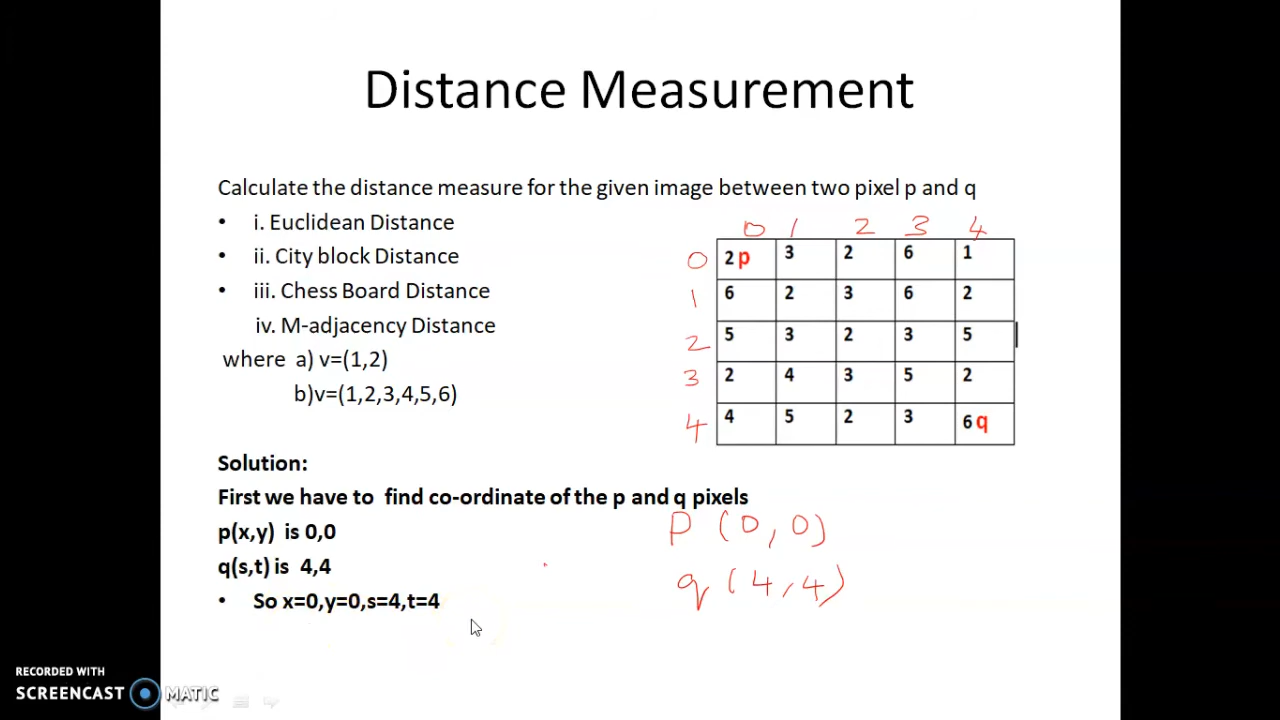 Distance Measurement
Calculate the distance measure for the given image between two pixel p and q
• i. Euclidean Distance
• ii. City block Distance
• iii. Chess Board Distance
iv. M-adjacency Distance
where a) v=(1,2)
b)v=(1,2,3,4,5,6)
0 1 2 3 4
0 2 p 3 2 6 1
1 6 2 3 6 2
2 5 3 2 3 5
3 2 4 3 5 2
4 4 5 2 3 6 q
Solution:
First we have to find co-ordinate of the p and q pixels
p(x,y) is 0,0
q(s,t) is 4,4
• So x=0,y=0,s=4,t=4
P (0,0)
q (4,4)
RECORDED WITH
SCREENCAST MATIC